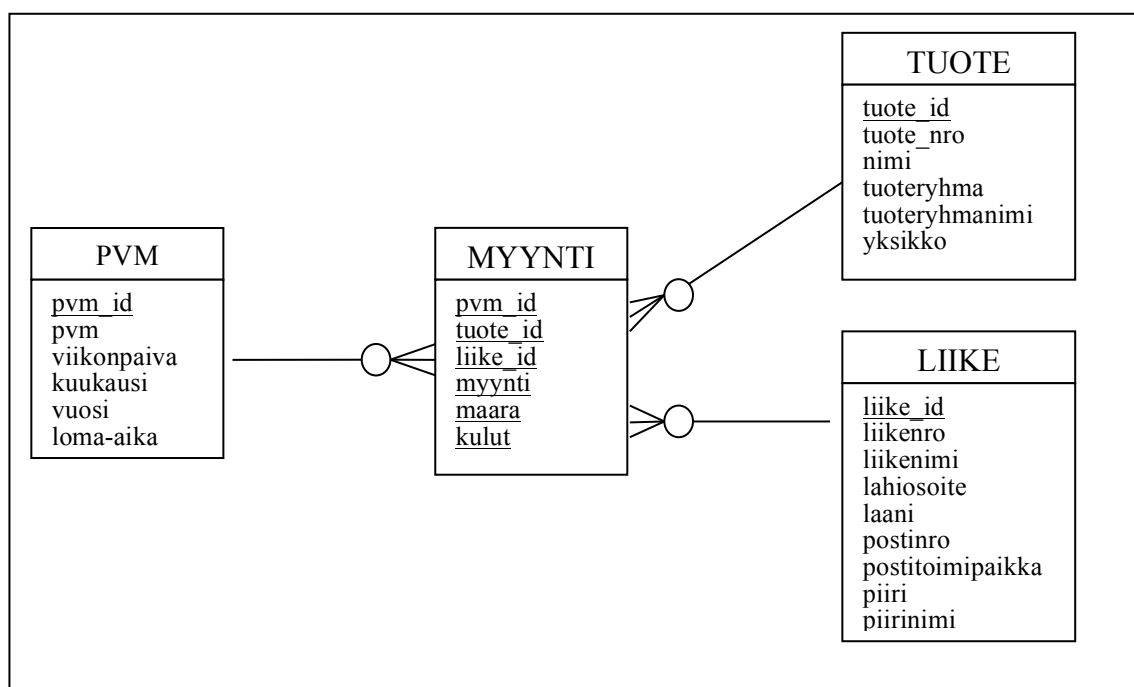 PVM
pvm_id
pvm
viikonpaiva
kuukausi
vuosi
loma-aika
MYYNTI
pvm_id
tuote_id
liike_id
myynti
maara
kulut
TUOTE
tuote_id
tuote_nro
nimi
tuoteryhma
tuoteryhmanimi
yksikko
LIIKE
liike_id
liikenro
liikenimi
lahiosoite
laani
postinro
postitoimipaikka
piiri
piirinimi